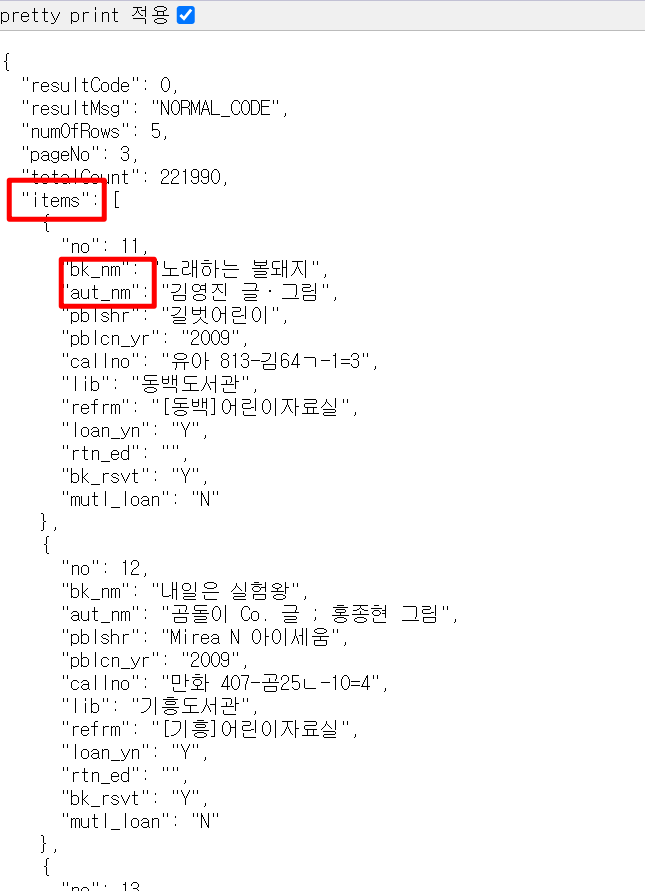 pretty print 적용
{
"resultCode": 0,
"resultMsg": "NORMAL_CODE",
"numOfRows": 5,
"pageNo": 3,
"totalCount": 221990,
"items": [
{
"no": 11,
"bk_nm": "노래하는 볼돼지",
"aut_nm": "김영진 글·그림",
"pblshr": "길벗어린이",
"pblcn_yr": "2009",
"callno": "유아 813-김64ㄱ-1=3",
"lib": "동백도서관",
"refrm": "[동백]어린이자료실",
"loan_yn": "Y",
"rtn_ed": "",
"bk_rsvt": "Y",
"mutl_loan": "N"
},
{
"no": 12,
"bk_nm": "내일은 실험왕",
"aut_nm": "곰돌이 Co. 글 ; 홍종현 그림",
"pblshr": "Mirea N 아이세움",
"pblcn_yr": "2009",
"callno": "만화 407-곰25ㄴ-10=4",
"lib": "기흥도서관",
"refrm": "[기흥]어린이자료실",
"loan_yn": "Y",
"rtn_ed": "",
"bk_rsvt": "Y",
"mutl_loan": "N"
},
{
"no": 13,